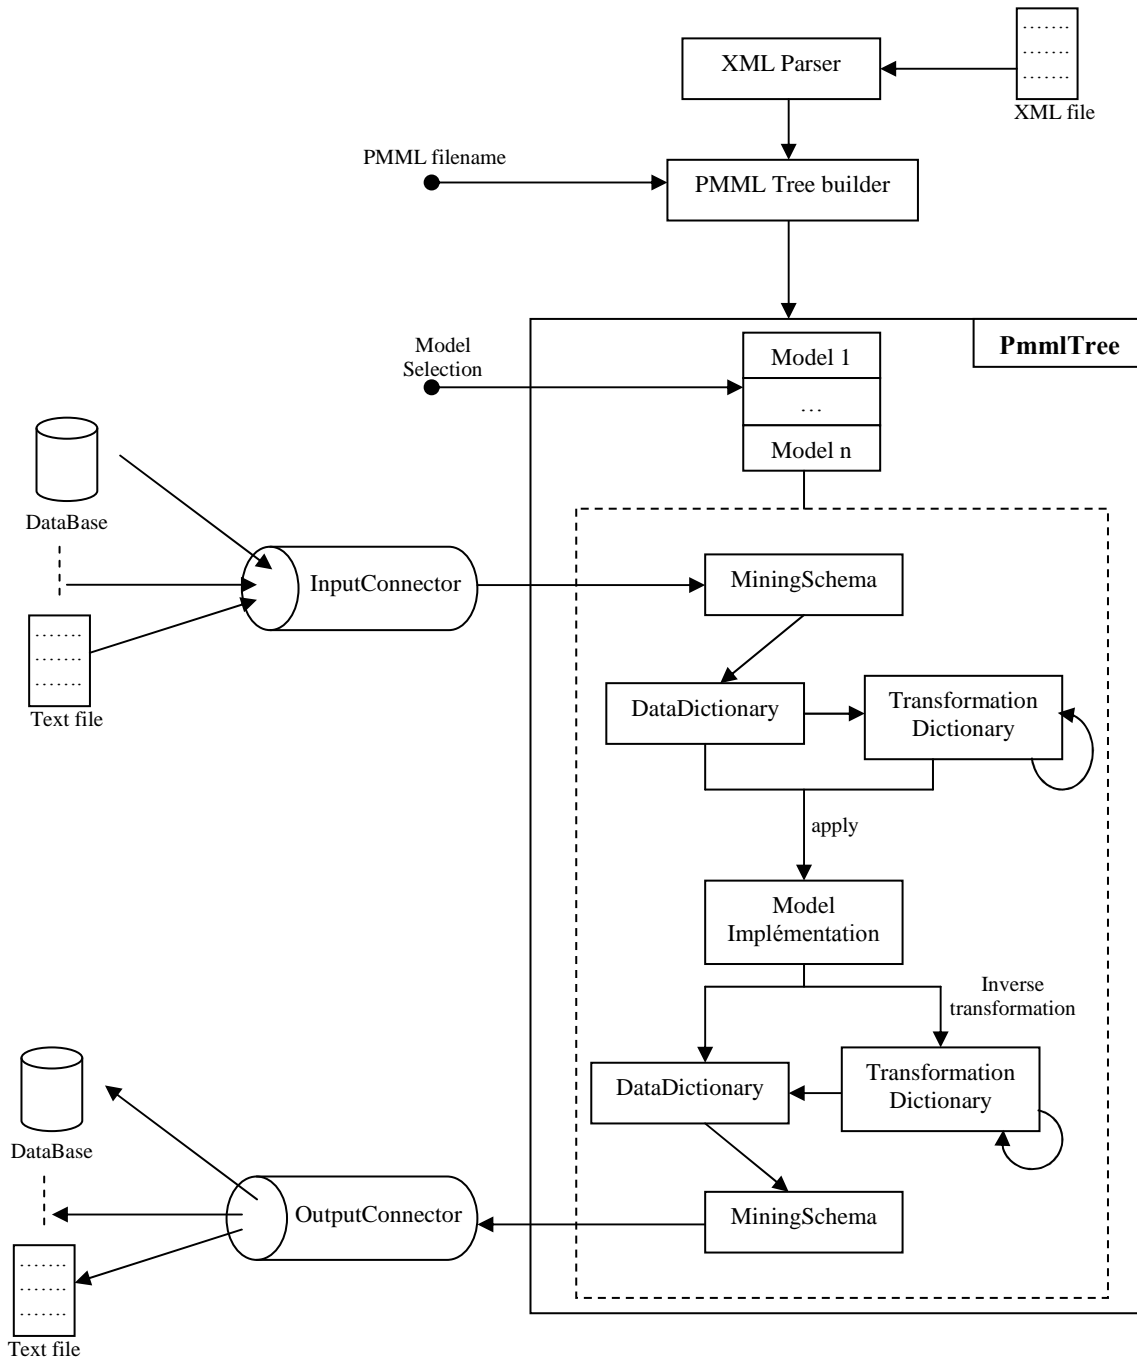 XML Parser
XML file
PMML filename
PMML Tree builder
PmmlTree
Model
Selection
Model 1
...
Model n
DataBase
InputConnector
MiningSchema
Text file
DataDictionary
Transformation
Dictionary
apply
Model
Implémentation
Inverse
transformation
DataDictionary
Transformation
Dictionary
DataBase
OutputConnector
MiningSchema
Text file